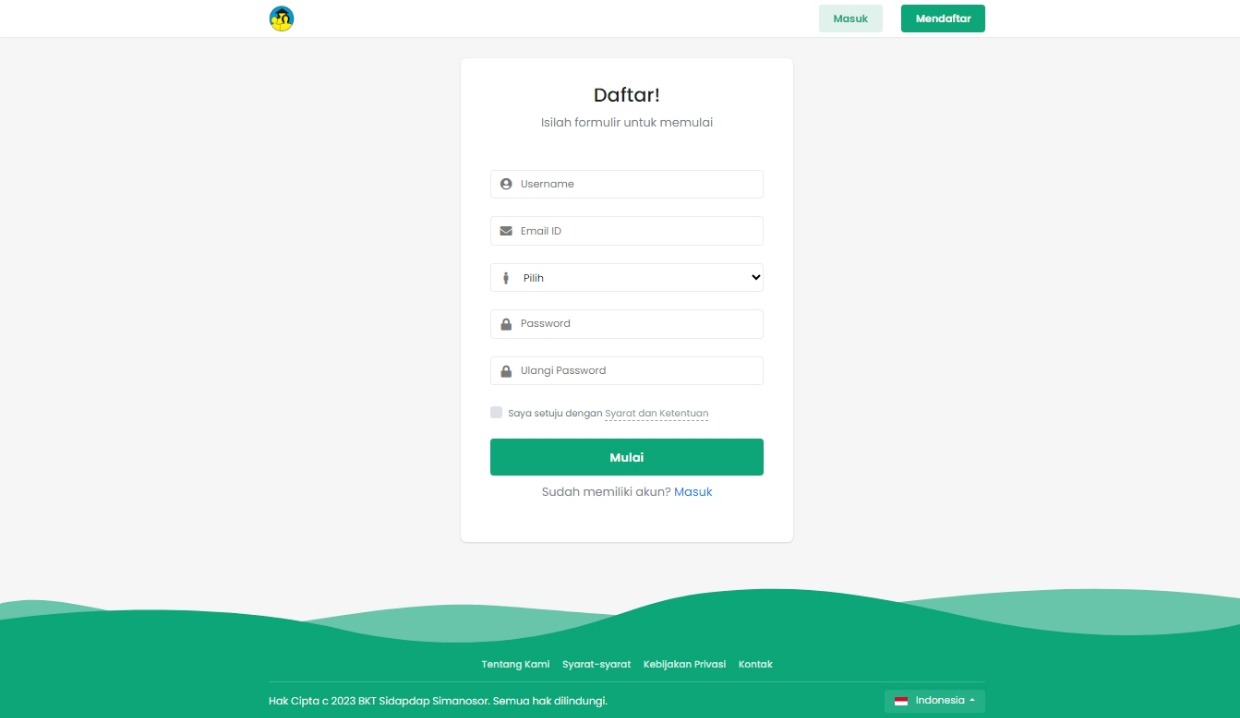 Masuk
Mendaftar
Daftar!
Isilah formulir untuk memulai
Username
Email ID
Pilih
Password
Ulangi Password
Saya setuju dengan Syarat dan Ketentuan
Mulai
Sudah memiliki akun? Masuk
Tentang Kami Syarat-syarat Kebijakan Privasi Kontak
Hak Cipta c 2023 BKT Sidapdap Simanosor. Semua hak dilindungi.
Indonesia